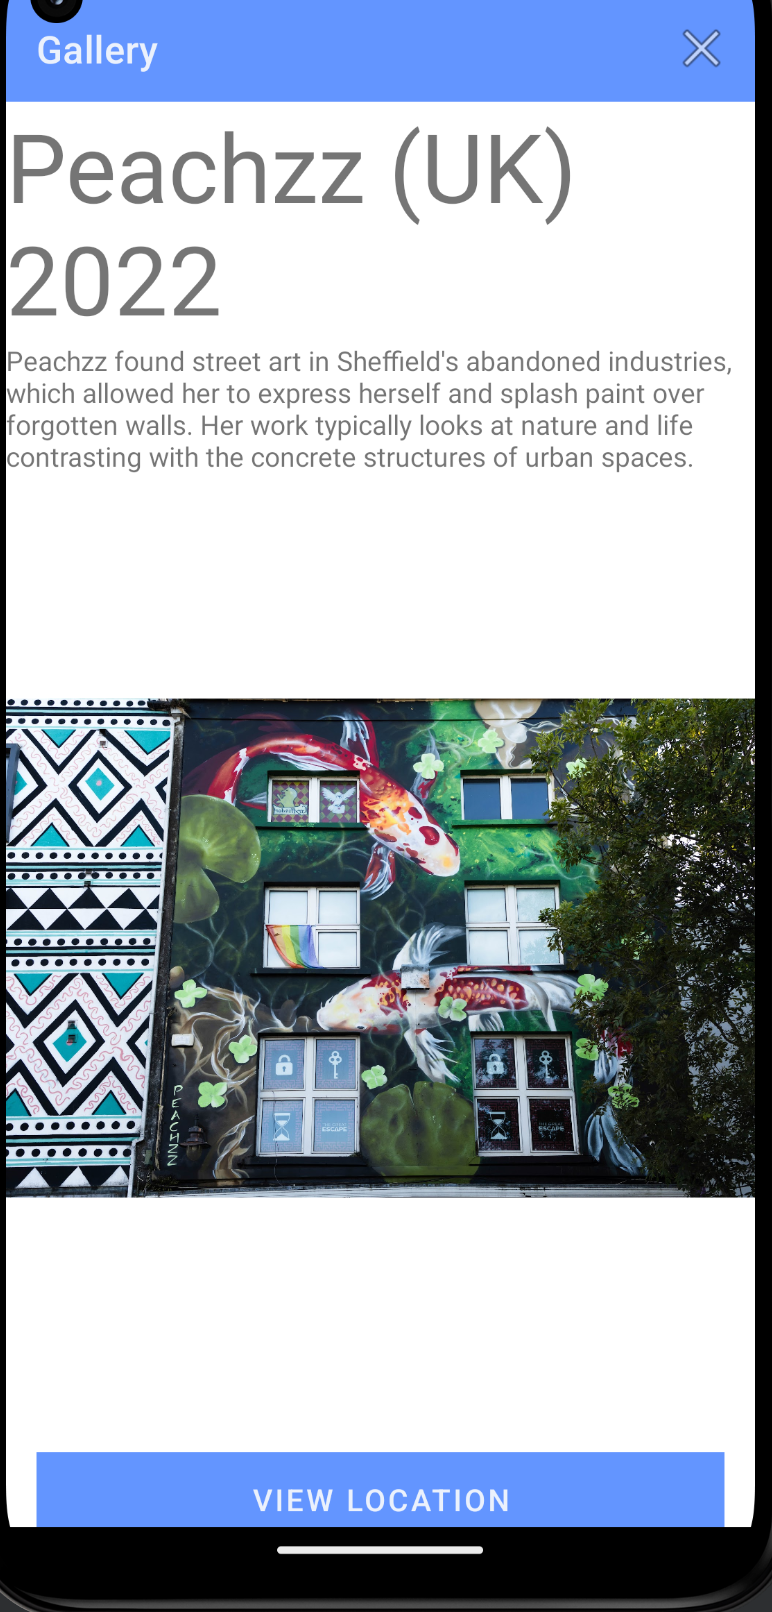 Gallery
Peachzz (UK)
2022
Peachzz found street art in Sheffield's abandoned industries,
which allowed her to express herself and splash paint over
forgotten walls. Her work typically looks at nature and life
contrasting with the concrete structures of urban spaces.
PEACHZZ
ESCAPE
ESCAPE
VIEW LOCATION